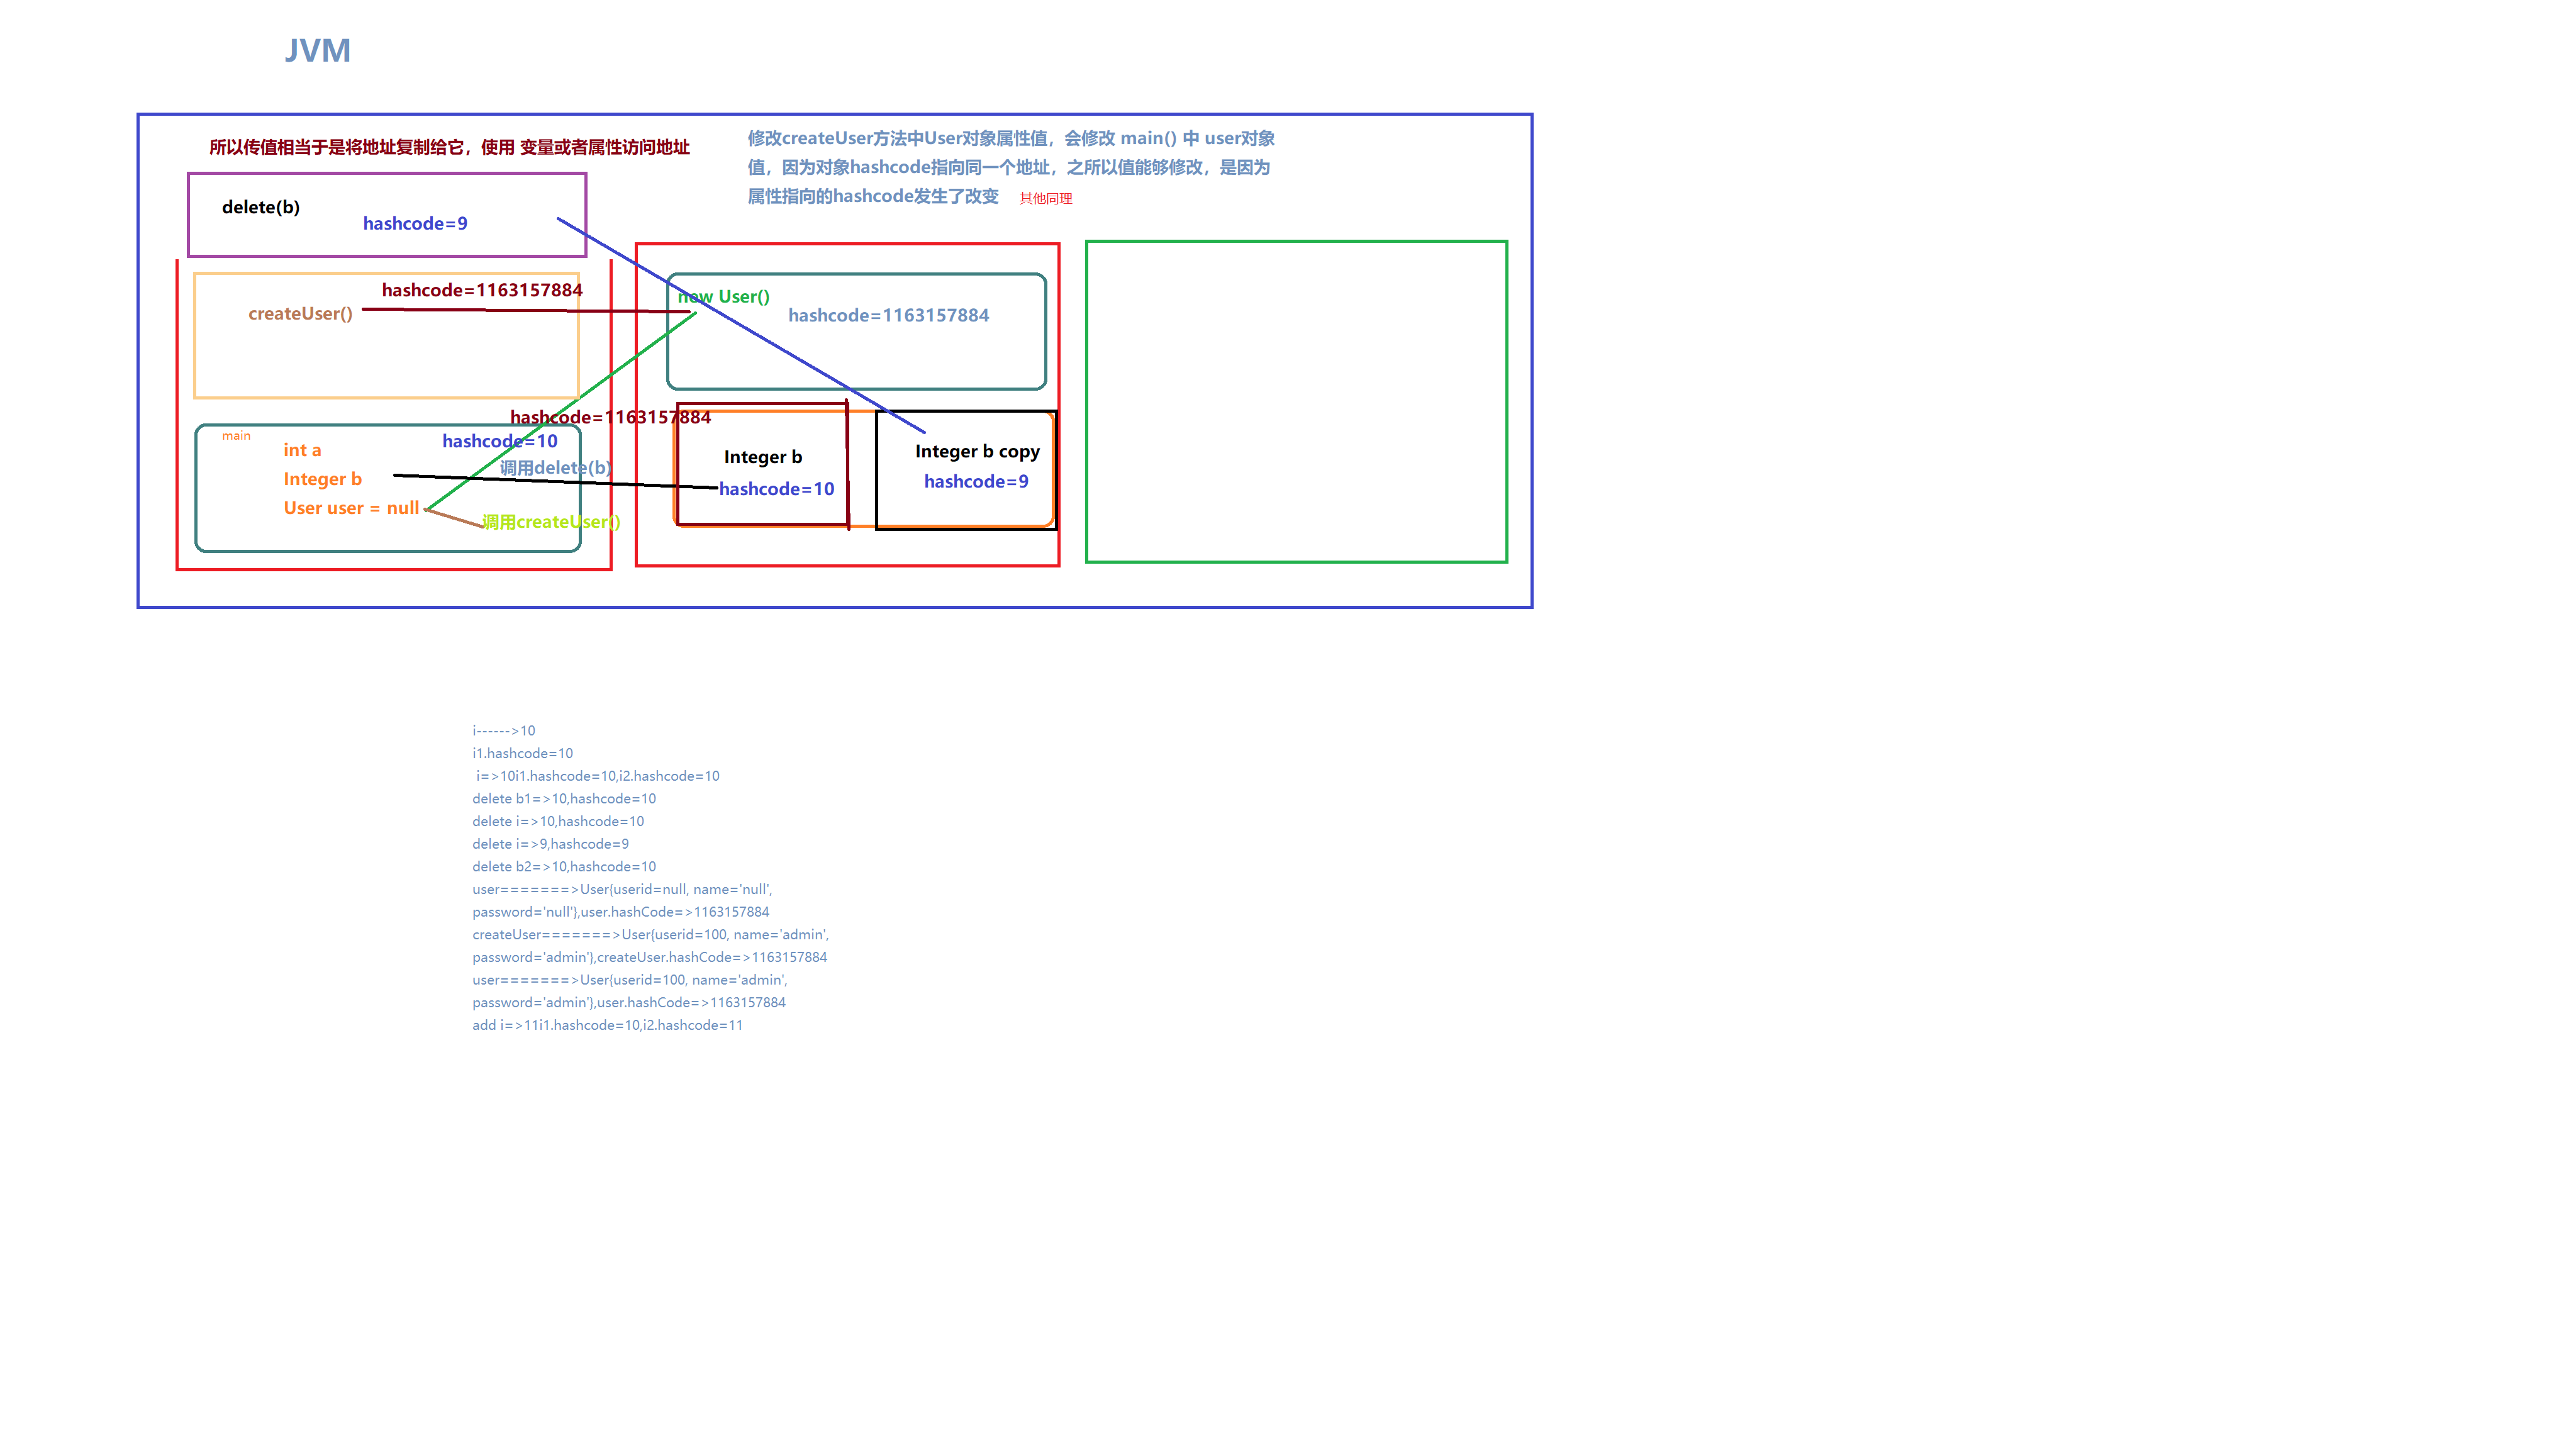 JVM
所以传值相当于是将地址复制给它，使用 变量或者属性访问地址
修改createUser方法中User对象属性值，会修改 main() 中 user对象
值，因为对象hashcode指向同一个地址，之所以值能够修改，是因为
属性指向的hashcode发生了改变
其他同理
delete(b)
hashcode=9
hashcode=1163157884
createUser()
new User()
hashcode=1163157884
hashcode=1163157884
main
hashcode=10
int a
调用delete(b)
Integer b
User user = null
调用createUser()
Integer b
hashcode=10
Integer b copy
hashcode=9
i------>10
i1.hashcode=10
i=>10i1.hashcode=10,i2.hashcode=10
delete b1=>10,hashcode=10
delete i=>10,hashcode=10
delete i=>9,hashcode=9
delete b2=>10,hashcode=10
user=======>User{userid=null, name='null',
password='null'},user.hashCode=>1163157884
createUser=======>User{userid=100, name='admin',
password='admin'},createUser.hashCode=>1163157884
user=======>User{userid=100, name='admin',
password='admin'},user.hashCode=>1163157884
add i=>11i1.hashcode=10,i2.hashcode=11